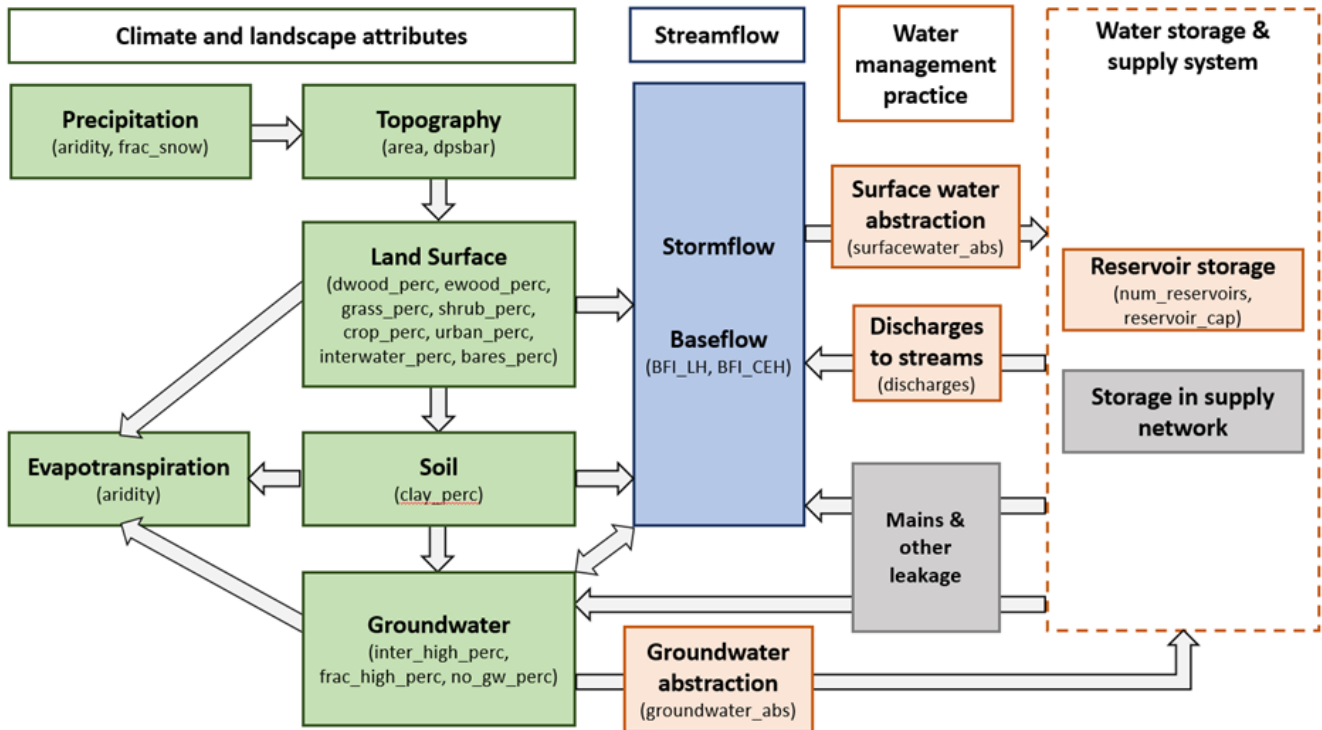 Climate and landscape attributes
Streamflow
Water
management
practice
Water storage &
supply system
Precipitation
(aridity, frac_snow)
Topography
(area, dpsbar)
Land Surface
(dwood_perc, ewood_perc,
grass_perc, shrub_perc,
crop_perc, urban_perc,
interwater_perc, bares_perc)
Evapotranspiration
(aridity)
Soil
(clay_perc)
Groundwater
(inter_high_perc,
frac_high_perc, no_gw_perc)
Stormflow
Baseflow
(BFI_LH, BFI_CEH)
Surface water
abstraction
(surfacewater_abs)
Discharges
to streams
(discharges)
Mains &
other
leakage
Groundwater
abstraction
(groundwater_abs)
Reservoir storage
(num_reservoirs,
reservoir_cap)
Storage in supply
network